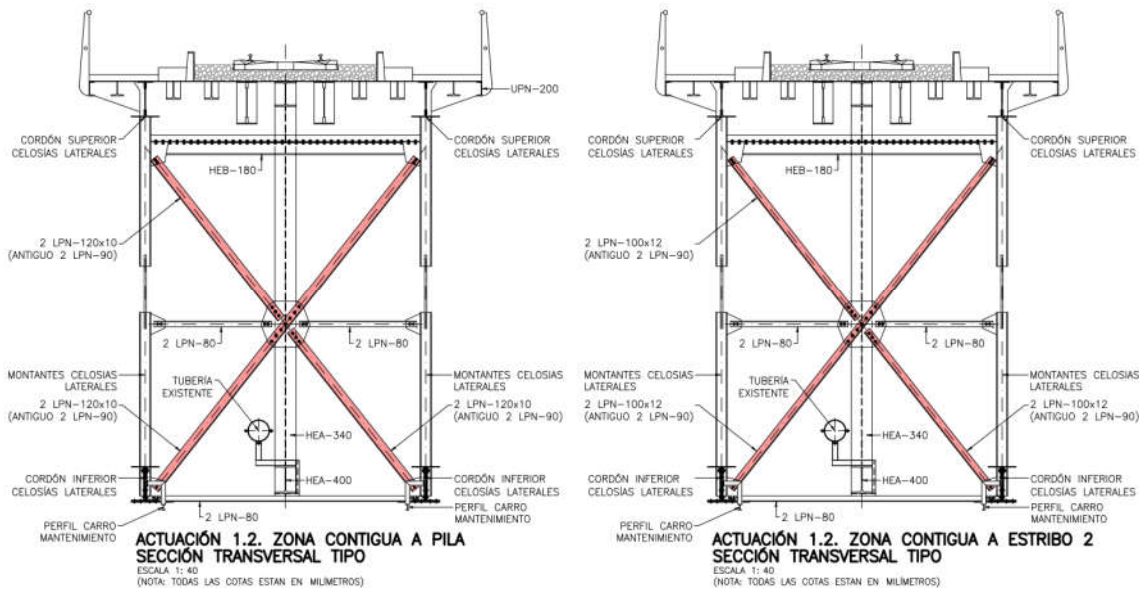 UPN-200
CORDÓN SUPERIOR
CELOSÍAS LATERALES
CORDÓN SUPERIOR
CELOSÍAS LATERALES
HEB-180
2 LPN-120x10
(ANTIGUO 2 LPN-90)
2 LPN-80
2 LPN-80
MONTANTES CELOSIAS
LATERALES
TUBERÍA
EXISTENTE
MONTANTES CELOSIAS
LATERALES
2 LPN-120x10
(ANTIGUO 2 LPN-90)
2 LPN-120x10
(ANTIGUO 2 LPN-90)
HEA-340
HEA-400
CORDÓN INFERIOR
CELOSÍAS LATERALES
CORDÓN INFERIOR
CELOSÍAS LATERALES
2 LPN-80
PERFIL CARRO
MANTENIMIENTO
PERFIL CARRO
MANTENIMIENTO
ACTUACIÓN 1.2. ZONA CONTIGUA A PILA
SECCIÓN TRANSVERSAL TIPO
ESCALA 1: 40
(NOTA: TODAS LAS COTAS ESTAN EN MILÍMETROS)
CORDÓN SUPERIOR
CELOSÍAS LATERALES
CORDÓN SUPERIOR
CELOSÍAS LATERALES
HEB-180
2 LPN-100x12
(ANTIGUO 2 LPN-90)
2 LPN-80
2 LPN-80
MONTANTES CELOSIAS
LATERALES
TUBERÍA
EXISTENTE
MONTANTES CELOSIAS
LATERALES
2 LPN-100x12
(ANTIGUO 2 LPN-90)
2 LPN-100x12
(ANTIGUO 2 LPN-90)
HEA-340
HEA-400
CORDÓN INFERIOR
CELOSÍAS LATERALES
CORDÓN INFERIOR
CELOSÍAS LATERALES
2 LPN-80
PERFIL CARRO
MANTENIMIENTO
PERFIL CARRO
MANTENIMIENTO
ACTUACIÓN 1.2. ZONA CONTIGUA A ESTRIBO 2
SECCIÓN TRANSVERSAL TIPO
ESCALA 1: 40
(NOTA: TODAS LAS COTAS ESTAN EN MILÍMETROS)